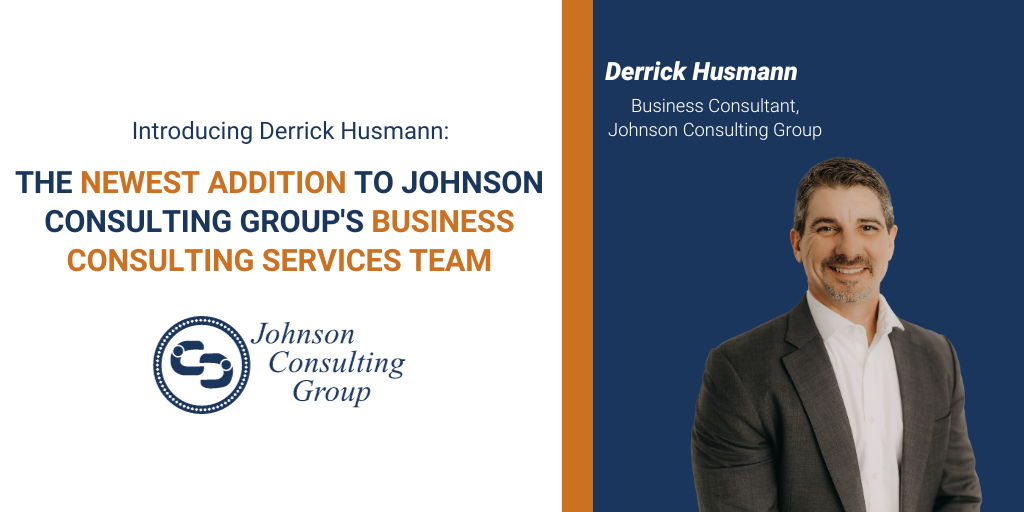 Introducing Derrick Husmann:
THE NEWEST ADDITION TO JOHNSON
CONSULTING GROUP'S BUSINESS
CONSULTING SERVICES TEAM
Johnson
Consulting
Group
Derrick Husmann
Business Consultant,
Johnson Consulting Group